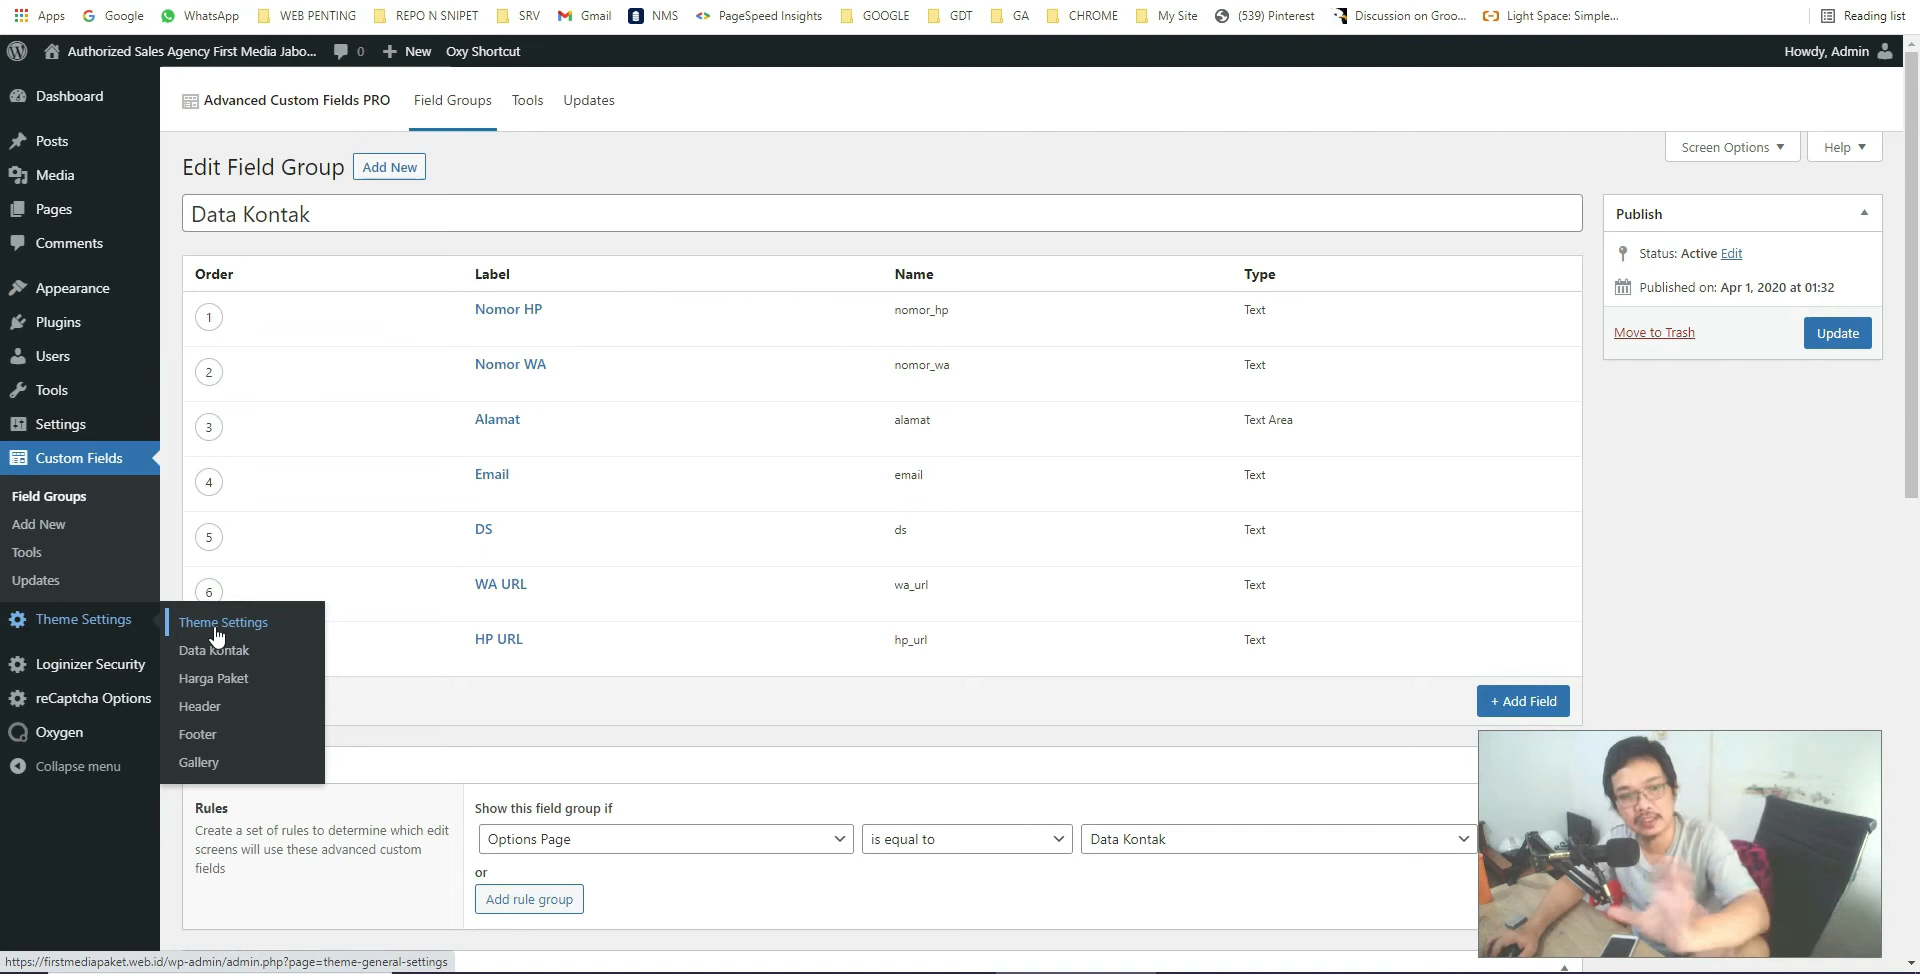 Apps Google WhatsApp WEB PENTING REPO N SNIPET SRV Gmail NMS PageSpeed Insights GOOGLE GDT GA CHROME My Site (539) Pinterest Discussion on Groo... Light Space: Simple... Reading list
Authorized Sales Agency First Media Jabo... 0 New Oxy Shortcut Howdy, Admin
Dashboard
Posts
Media
Pages
Comments
Appearance
Plugins
Users
Tools
Settings
Custom Fields
Field Groups
Add New
Tools
Updates
Theme Settings
Loginizer Security
reCaptcha Options
Oxygen
Collapse menu
Theme Settings
Data Kontak
Harga Paket
Header
Footer
Gallery
Advanced Custom Fields PRO Field Groups Tools Updates
Screen Options Help
Edit Field Group Add New
Data Kontak
Order Label Name Type
1 Nomor HP nomor_hp Text
2 Nomor WA nomor_wa Text
3 Alamat alamat Text Area
4 Email email Text
5 DS ds Text
6 WA URL wa_url Text
HP URL hp_url Text
+ Add Field
Publish
Status: Active Edit
Published on: Apr 1, 2020 at 01:32
Move to Trash Update
Rules
Create a set of rules to determine which edit
screens will use these advanced custom
fields
Show this field group if
Options Page is equal to Data Kontak
or
Add rule group
https://firstmediapaket.web.id/wp-admin/admin.php?page=theme-general-settings